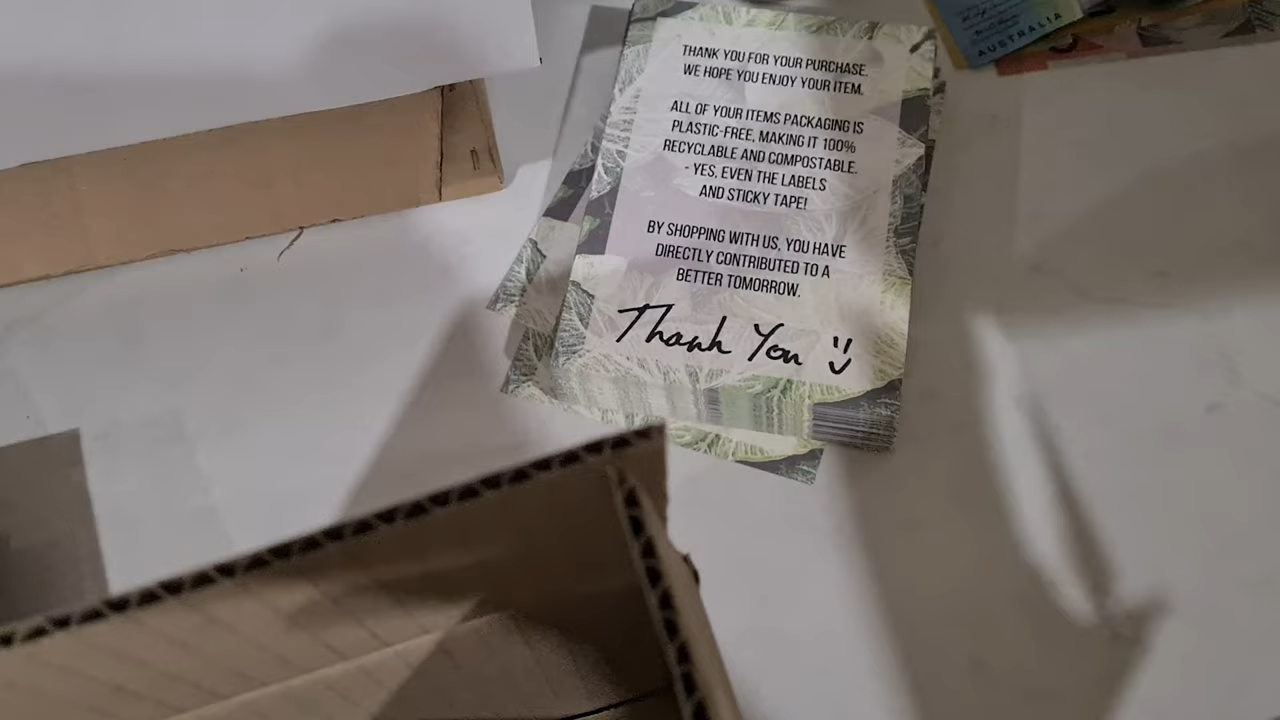 THANK YOU FOR YOUR PURCHASE.
WE HOPE YOU ENJOY YOUR ITEM.
ALL OF YOUR ITEMS PACKAGING IS
PLASTIC-FREE, MAKING IT 100%
RECYCLABLE AND COMPOSTABLE.
- YES, EVEN THE LABELS
AND STICKY TAPE!
BY SHOPPING WITH US, YOU HAVE
DIRECTLY CONTRIBUTED TO A
BETTER TOMORROW.
Thank You
AUSTRALIA